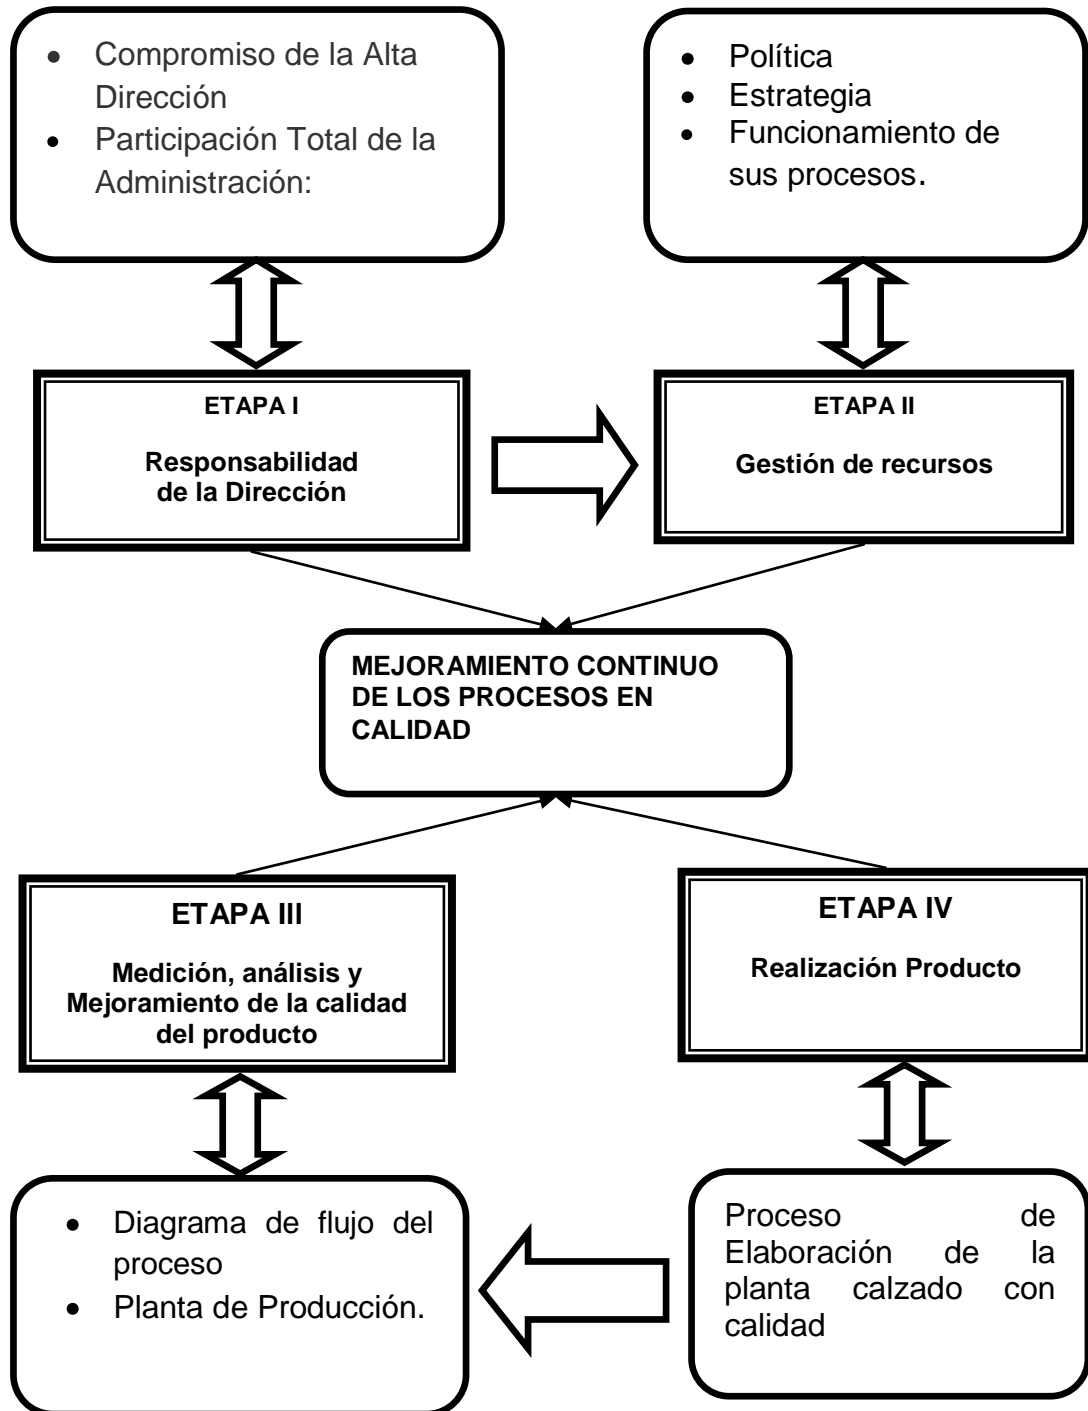 • Compromiso de la Alta
Dirección
• Participación Total de la
Administración:
• Política
• Estrategia
• Funcionamiento de
sus procesos.
ETAPA I
Responsabilidad
de la Dirección
ETAPA II
Gestión de recursos
MEJORAMIENTO CONTINUO
DE LOS PROCESOS EN
CALIDAD
ETAPA III
Medición, análisis y
Mejoramiento de la calidad
del producto
ETAPA IV
Realización Producto
• Diagrama de flujo del
proceso
• Planta de Producción.
Proceso de
Elaboración de la
planta calzado con
calidad